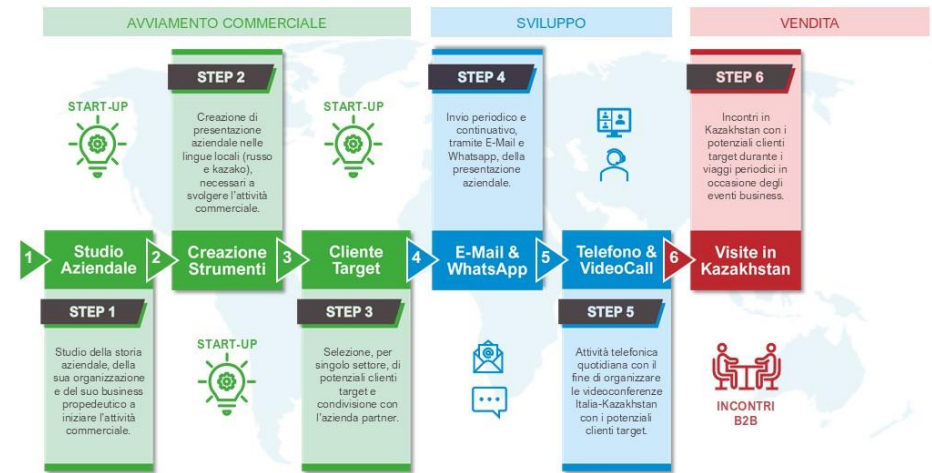 AVVIAMENTO COMMERCIALE
SVILUPPO
VENDITA
STEP 2
Creazione di
presentazione
aziendale nelle
lingue locali (russo
e kazako),
necessari a
svolgere l'attività
commerciale.
STEP 4
Invio periodico e
continuativo,
tramite E-Mail e
Whatsapp, della
presentazione
aziendale.
STEP 6
Incontri in
Kazakhstan con i
potenziali clienti
target durante i
viaggi periodici in
occasione degli
eventi business.
START-UP
START-UP
1
Studio
Aziendale
2
Creazione
Strumenti
3
Cliente
Target
4
E-Mail &
WhatsApp
5
Telefono &
VideoCall
6
Visite in
Kazakhstan
STEP 1
Studio della storia
aziendale, della
sua organizzazione
e del suo business
propedeutico a
iniziare l'attività
commerciale.
START-UP
STEP 3
Selezione, per
singolo settore, di
potenziali clienti
target e
condivisione con
l'azienda partner.
STEP 5
Attività telefonica
quotidiana con il
fine di organizzare
le videoconferenze
Italia-Kazakhstan
con i potenziali
clienti target.
INCONTRI
B2B